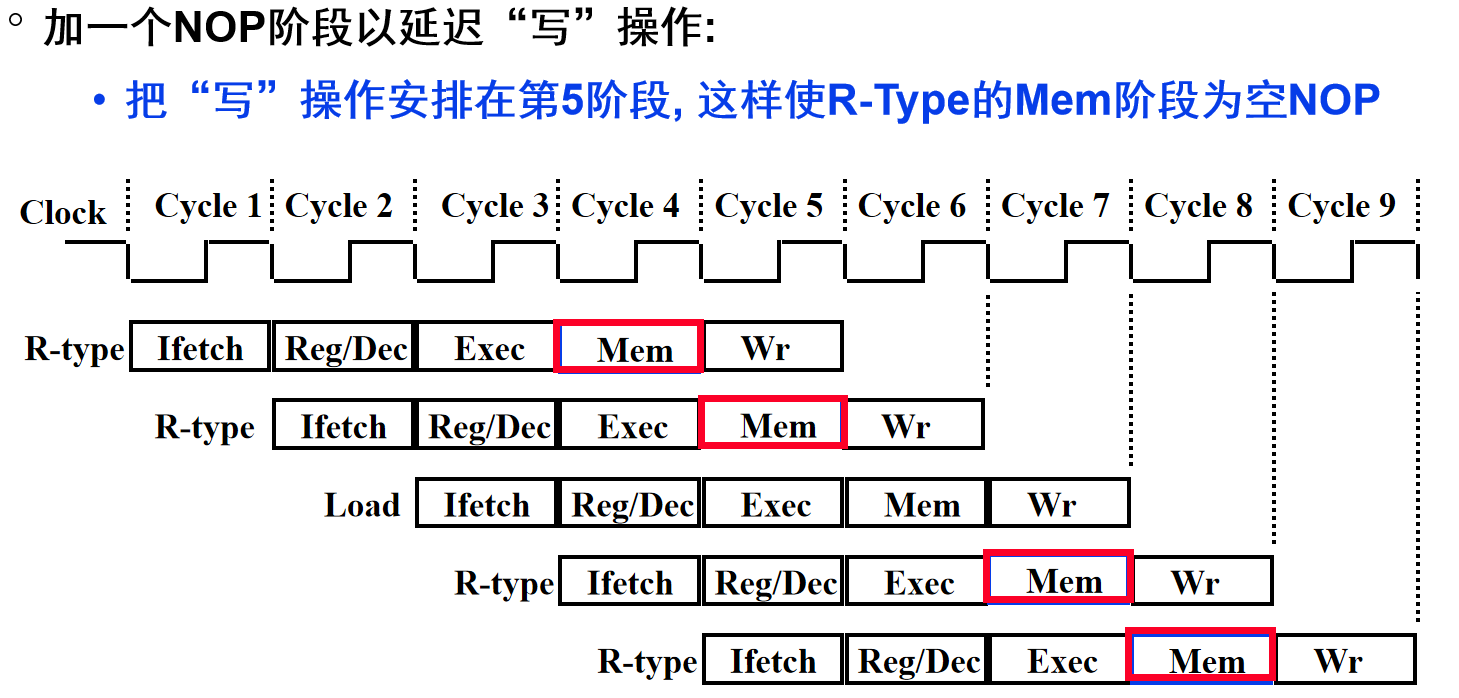 ° 加一个NOP阶段以延迟“写”操作:
• 把“写”操作安排在第5阶段, 这样使R-Type的Mem阶段为空NOP
Clock Cycle 1 Cycle 2 Cycle 3 Cycle 4 Cycle 5 Cycle 6 Cycle 7 Cycle 8 Cycle 9
R-type Ifetch Reg/Dec Exec Mem Wr
R-type Ifetch Reg/Dec Exec Mem Wr
Load Ifetch Reg/Dec Exec Mem Wr
R-type Ifetch Reg/Dec Exec Mem Wr
R-type Ifetch Reg/Dec Exec Mem Wr